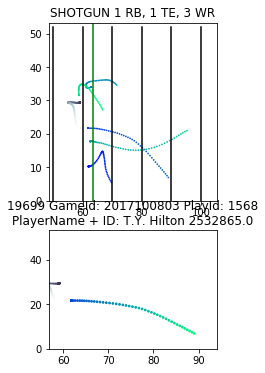 SHOTGUN 1 RB, 1 TE, 3 WR
50
40
30
20
10
0
60 80 100
19699 GameId: 2017100803 PlayId: 1568
PlayerName + ID: T.Y. Hilton 2532865.0
40
20
0
60 70 80 90